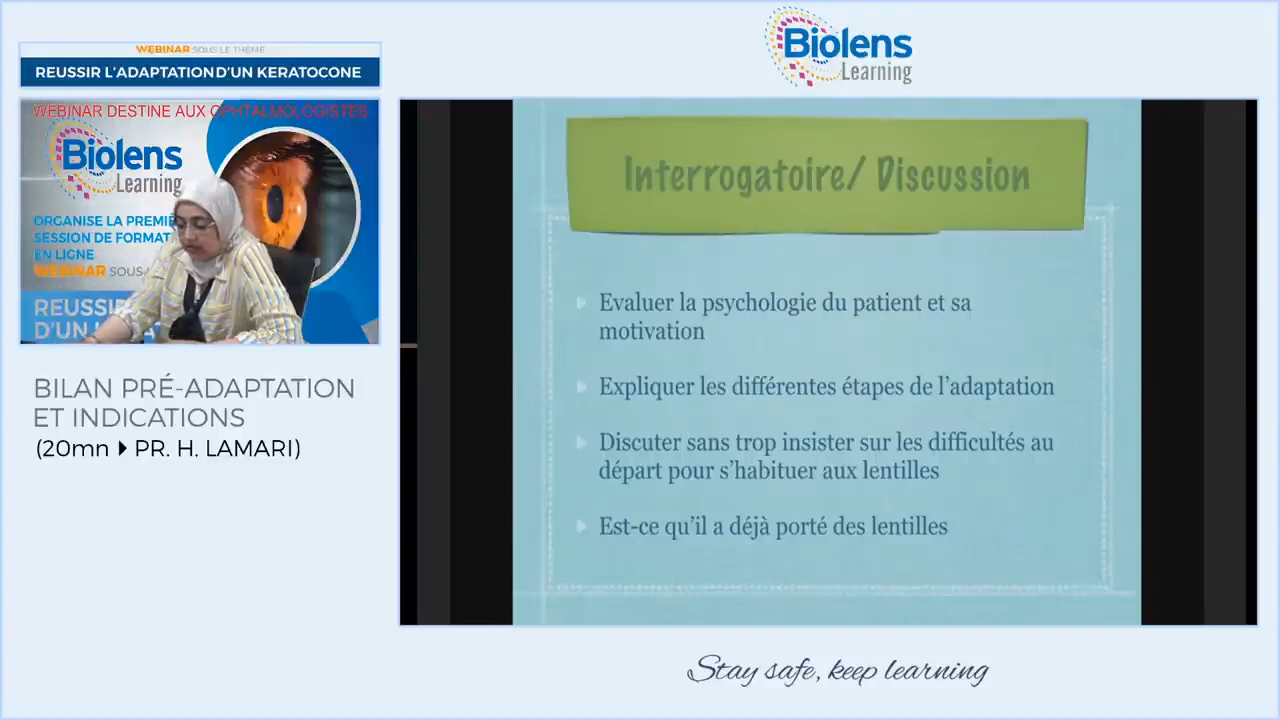 WEBINAR SOUS LE THÈME
REUSSIR L'ADAPTATION D'UN KERATOCONE
WEBINAR DESTINE AUX OPHTALMOLOGISTES
Biolens
Learning
ORGANISE LA PREMIÈ
SESSION DE FORMAT
EN LIGNE
WEBINAR SOUS
REUSSI
D'UN
BILAN PRÉ-ADAPTATION
ET INDICATIONS
(20mn PR. H. LAMARI)
Biolens
Learning
Interrogatoire/ Discussion
Evaluer la psychologie du patient et sa
motivation
Expliquer les différentes étapes de l'adaptation
Discuter sans trop insister sur les difficultés au
départ pour s'habituer aux lentilles
Est-ce qu'il a déjà porté des lentilles
Stay safe, keep learning